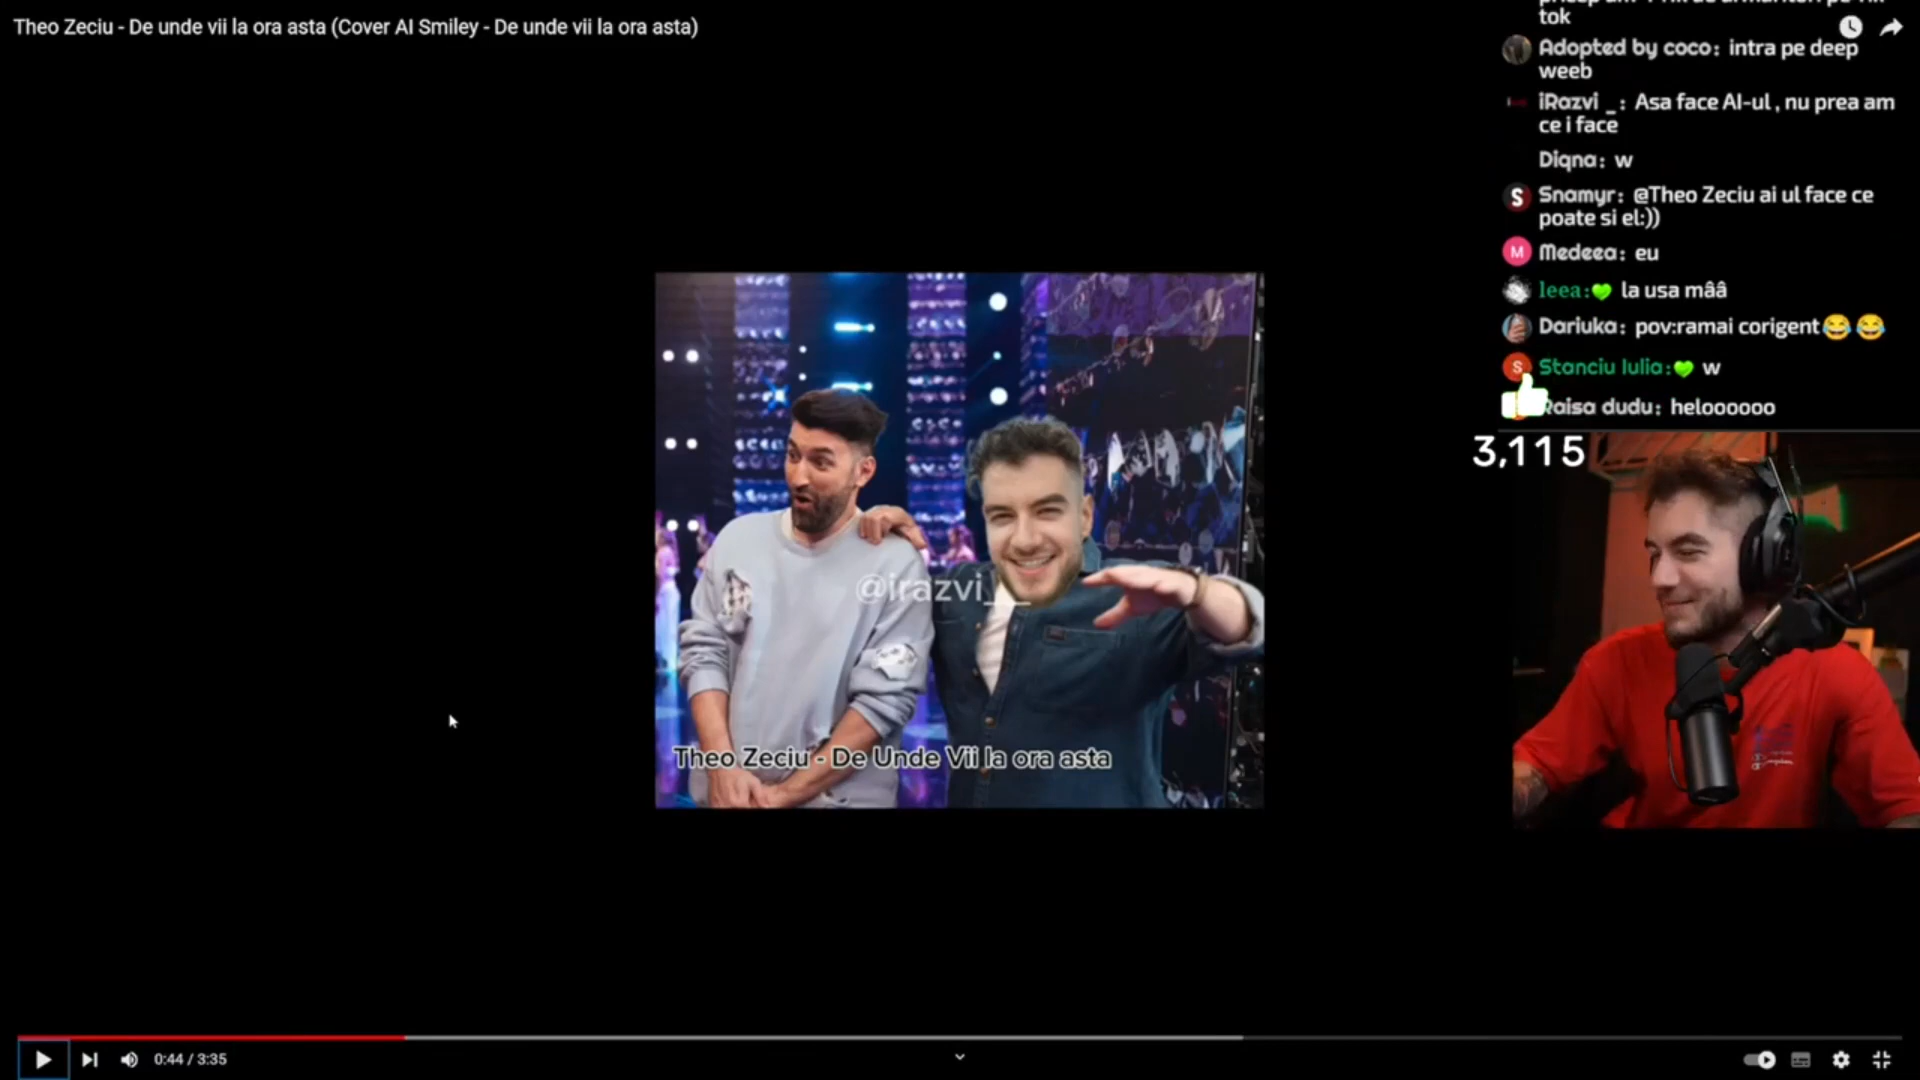 Theo Zeciu - De unde vii la ora asta (Cover AI Smiley - De unde vii la ora asta)
tok
Adopted by coco: intra pe deep
weeb
iRazvi _: Asa face AI-ul , nu prea am
ce i face
Diqna: w
S Snamyr: @Theo Zeciu ai ul face ce
poate si el:))
M Medeea: eu
leea:💚 la usa mââ
Dariuka: pov:ramai corigent😂😂
S Stanciu Iulia:💚 w
Raisa dudu: heloooooo
3,115
@irazvi__
Theo Zeciu - De Unde Vii la ora asta
0:44 / 3:35